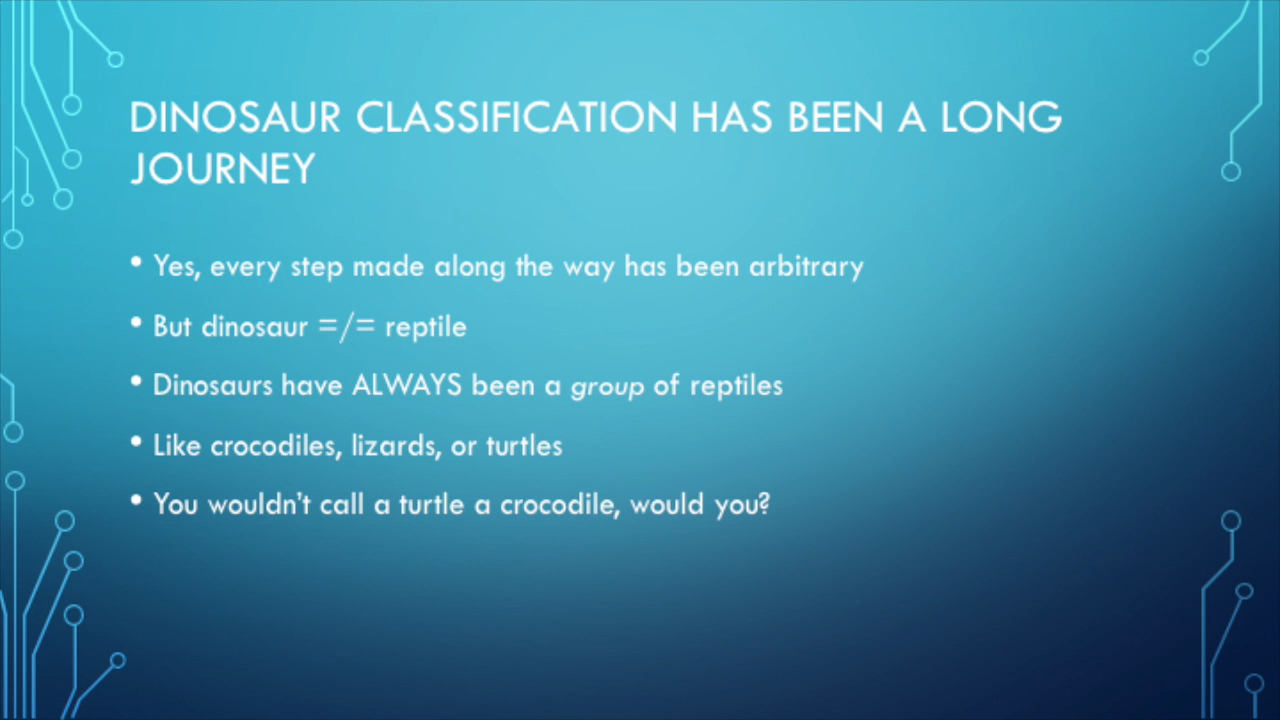 DINOSAUR CLASSIFICATION HAS BEEN A LONG
JOURNEY
• Yes, every step made along the way has been arbitrary
• But dinosaur =/= reptile
• Dinosaurs have ALWAYS been a group of reptiles
• Like crocodiles, lizards, or turtles
• You wouldn't call a turtle a crocodile, would you?